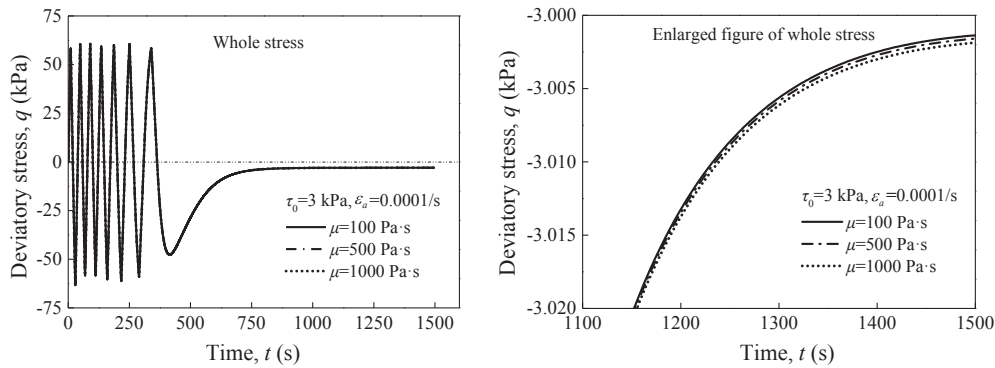 75
50
25
0
-25
-50
-75
Deviatory stress, q (kPa)
Whole stress
τ₀=3 kPa, εₐ=0.0001/s
μ=100 Pa·s
μ=500 Pa·s
μ=1000 Pa·s
0 250 500 750 1000 1250 1500
Time, t (s)
-3.000
-3.005
-3.010
-3.015
-3.020
Deviatory stress, q (kPa)
Enlarged figure of whole stress
τ₀=3 kPa, εₐ=0.0001/s
μ=100 Pa·s
μ=500 Pa·s
μ=1000 Pa·s
1100 1200 1300 1400 1500
Time, t (s)